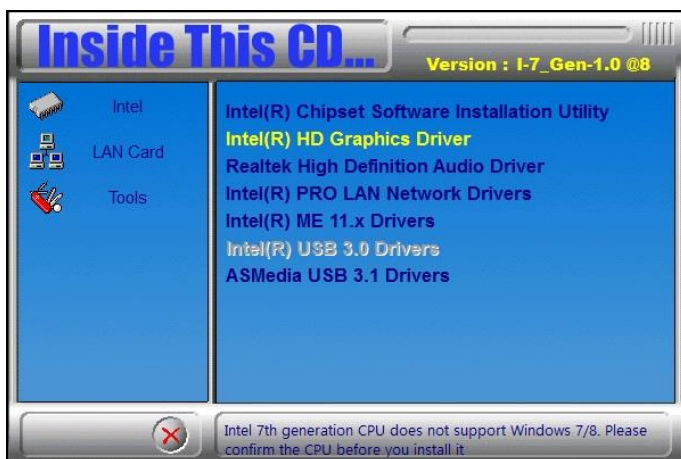 Inside This CD...
Version : I-7_Gen-1.0 @8
Intel
LAN Card
Tools
Intel(R) Chipset Software Installation Utility
Intel(R) HD Graphics Driver
Realtek High Definition Audio Driver
Intel(R) PRO LAN Network Drivers
Intel(R) ME 11.x Drivers
Intel(R) USB 3.0 Drivers
ASMedia USB 3.1 Drivers
Intel 7th generation CPU does not support Windows 7/8. Please
confirm the CPU before you install it